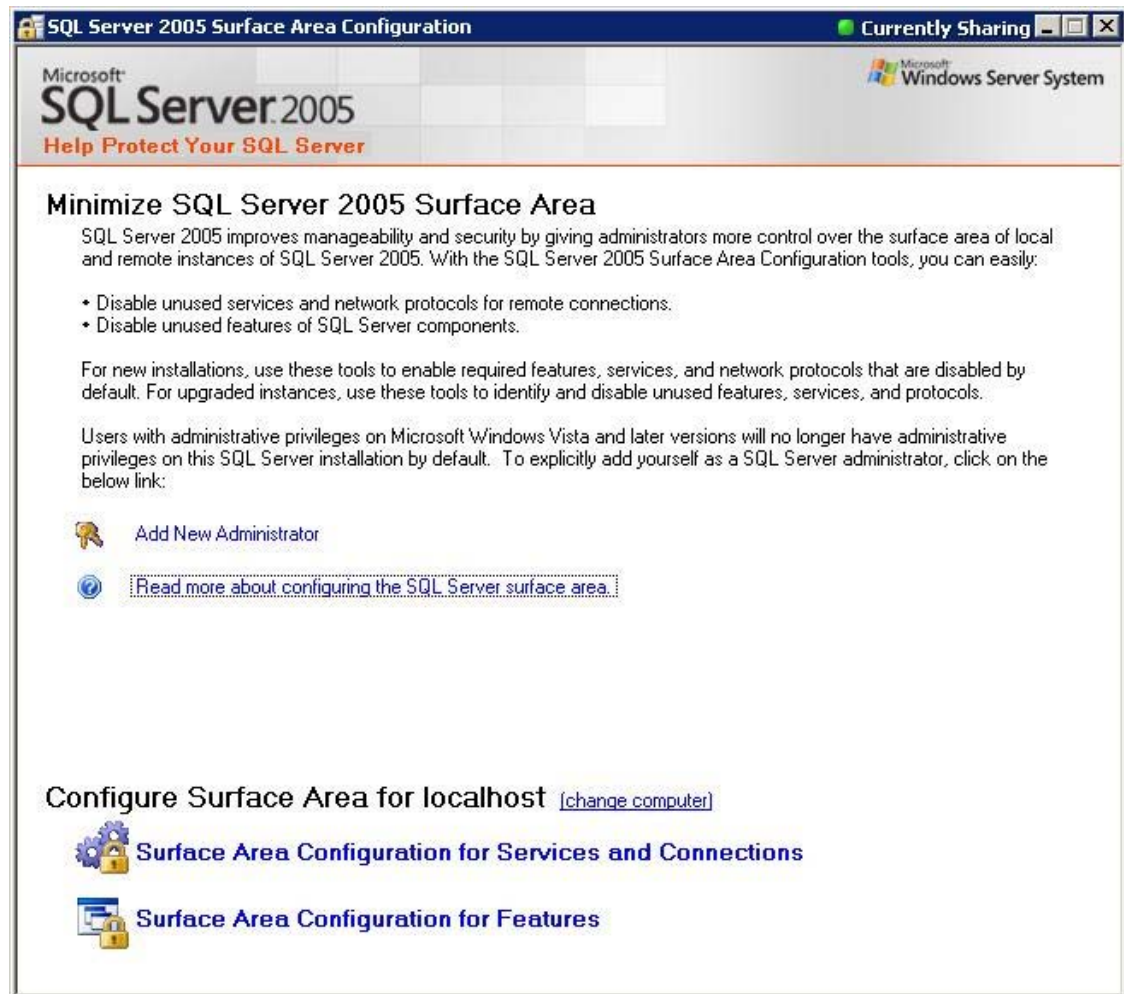 SQL Server 2005 Surface Area Configuration
Currently Sharing
Microsoft
SQL Server 2005
Help Protect Your SQL Server
Microsoft
Windows Server System
Minimize SQL Server 2005 Surface Area
SQL Server 2005 improves manageability and security by giving administrators more control over the surface area of local
and remote instances of SQL Server 2005. With the SQL Server 2005 Surface Area Configuration tools, you can easily:
• Disable unused services and network protocols for remote connections.
• Disable unused features of SQL Server components.
For new installations, use these tools to enable required features, services, and network protocols that are disabled by
default. For upgraded instances, use these tools to identify and disable unused features, services, and protocols.
Users with administrative privileges on Microsoft Windows Vista and later versions will no longer have administrative
privileges on this SQL Server installation by default. To explicitly add yourself as a SQL Server administrator, click on the
below link:
Add New Administrator
Read more about configuring the SQL Server surface area.
Configure Surface Area for localhost (change computer)
Surface Area Configuration for Services and Connections
Surface Area Configuration for Features